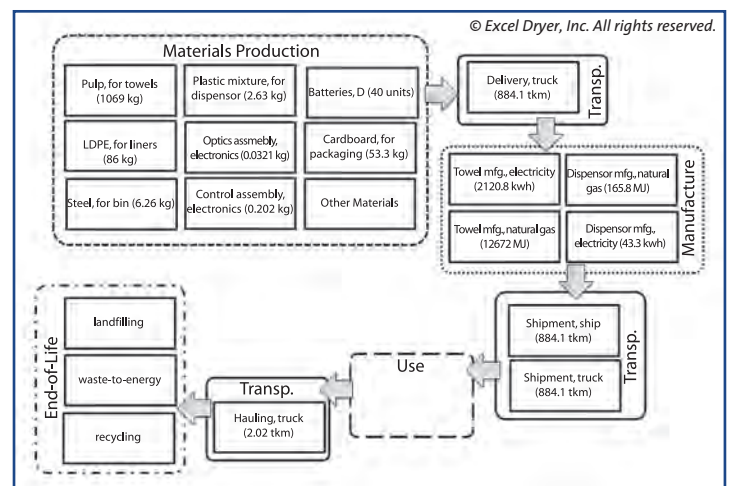 © Excel Dryer, Inc. All rights reserved.
Materials Production
Pulp, for towels
(1069 kg)
Plastic mixture, for
dispensor (2.63 kg)
Batteries, D (40 units)
LDPE, for liners
(86 kg)
Optics assmebly,
electronics (0.0321 kg)
Cardboard, for
packaging (53.3 kg)
Steel, for bin (6.26 kg)
Control assembly,
electronics (0.202 kg)
Other Materials
Delivery, truck
(884.1 tkm)
Transp.
Towel mfg., electricity
(2120.8 kwh)
Dispensor mfg., natural
gas (165.8 MJ)
Towel mfg., natural gas
(12672 MJ)
Dispensor mfg.,
electricity (43.3 kwh)
Manufacture
Shipment, ship
(884.1 tkm)
Shipment, truck
(884.1 tkm)
Transp.
Use
Transp.
Hauling, truck
(2.02 tkm)
End-of-Life
landfilling
waste-to-energy
recycling